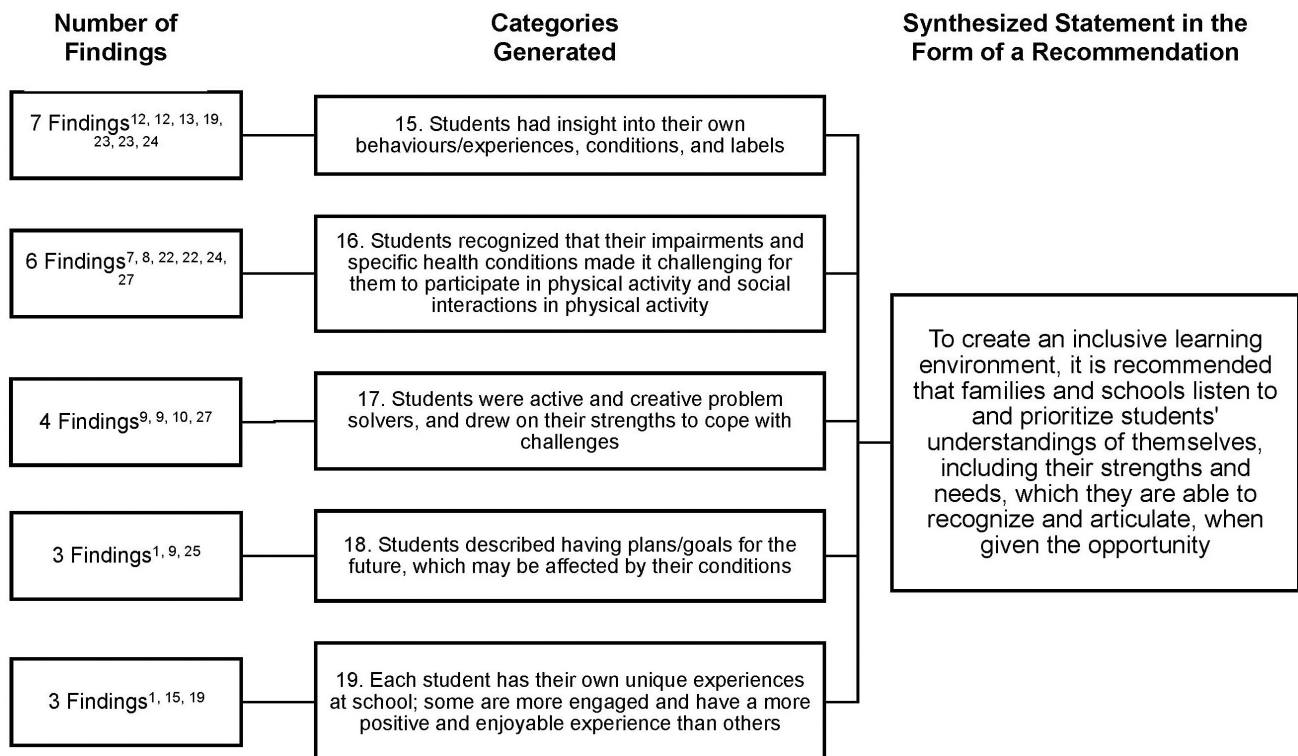 Number of
Findings
Categories
Generated
Synthesized Statement in the
Form of a Recommendation
7 Findings12, 12, 13, 19,
23, 23, 24
15. Students had insight into their own
behaviours/experiences, conditions, and labels
6 Findings7, 8, 22, 22, 24,
27
16. Students recognized that their impairments and
specific health conditions made it challenging for
them to participate in physical activity and social
interactions in physical activity
4 Findings9, 9, 10, 27
17. Students were active and creative problem
solvers, and drew on their strengths to cope with
challenges
3 Findings1, 9, 25
18. Students described having plans/goals for the
future, which may be affected by their conditions
3 Findings1, 15, 19
19. Each student has their own unique experiences
at school; some are more engaged and have a more
positive and enjoyable experience than others
To create an inclusive learning
environment, it is recommended
that families and schools listen to
and prioritize students'
understandings of themselves,
including their strengths and
needs, which they are able to
recognize and articulate, when
given the opportunity